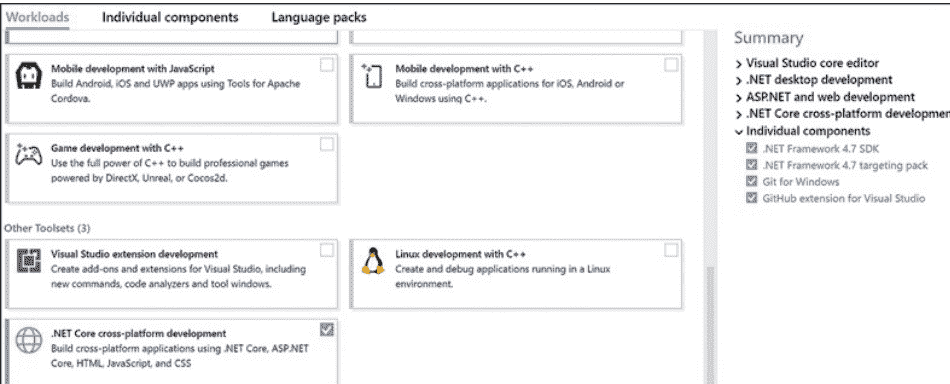 Workloads Individual components Language packs
Mobile development with JavaScript
Build Android, iOS and UWP apps using Tools for Apache
Cordova.
Mobile development with C++
Build cross-platform applications for iOS, Android or
Windows using C++.
Game development with C++
Use the full power of C++ to build professional games
powered by DirectX, Unreal, or Cocos2d.
Other Toolsets (3)
Visual Studio extension development
Create add-ons and extensions for Visual Studio, including
new commands, code analyzers and tool windows.
Linux development with C++
Create and debug applications running in a Linux
environment.
.NET Core cross-platform development
Build cross-platform applications using .NET Core, ASP.NET
Core, HTML, JavaScript, and CSS
Summary
Visual Studio core editor
.NET desktop development
ASP.NET and web development
.NET Core cross-platform developmen
Individual components
.NET Framework 4.7 SDK
.NET Framework 4.7 targeting pack
Git for Windows
GitHub extension for Visual Studio